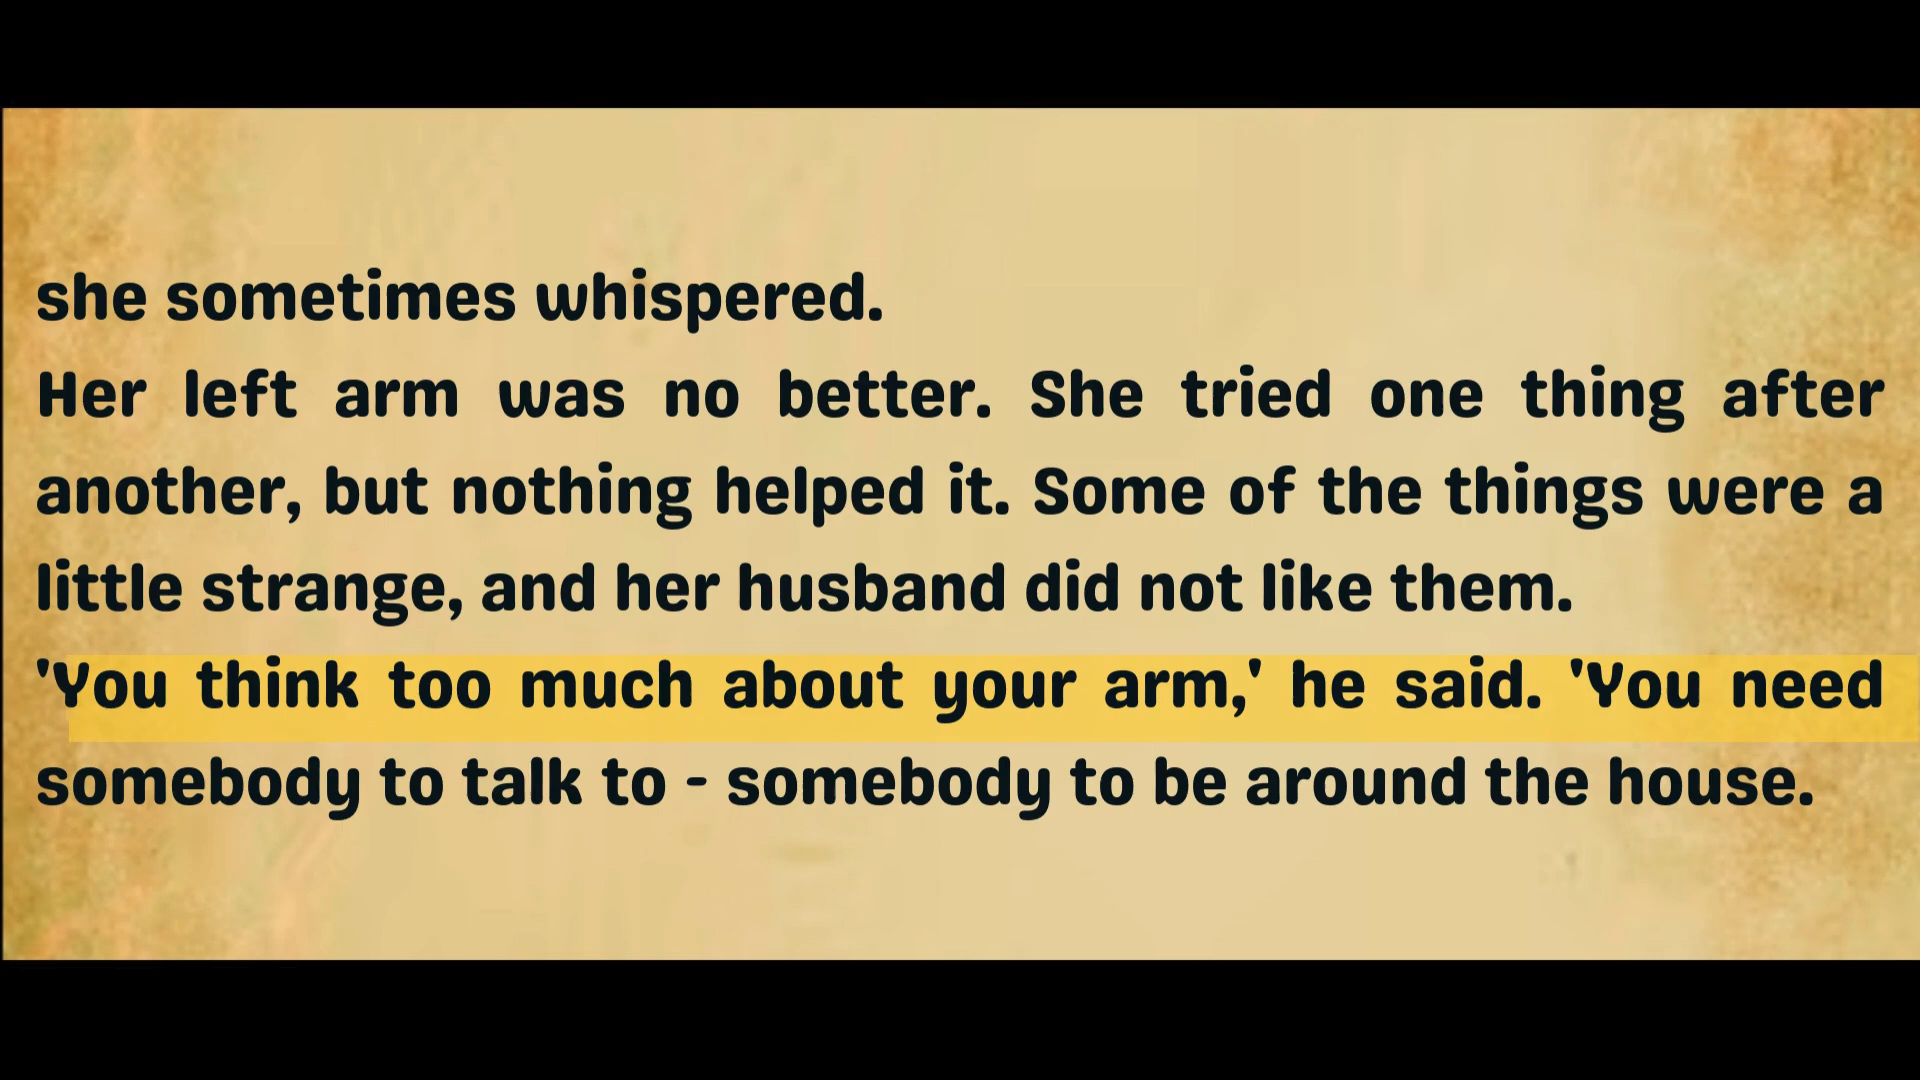 she sometimes whispered.
Her left arm was no better. She tried one thing after
another, but nothing helped it. Some of the things were a
little strange, and her husband did not like them.
'You think too much about your arm,' he said. 'You need
somebody to talk to - somebody to be around the house.